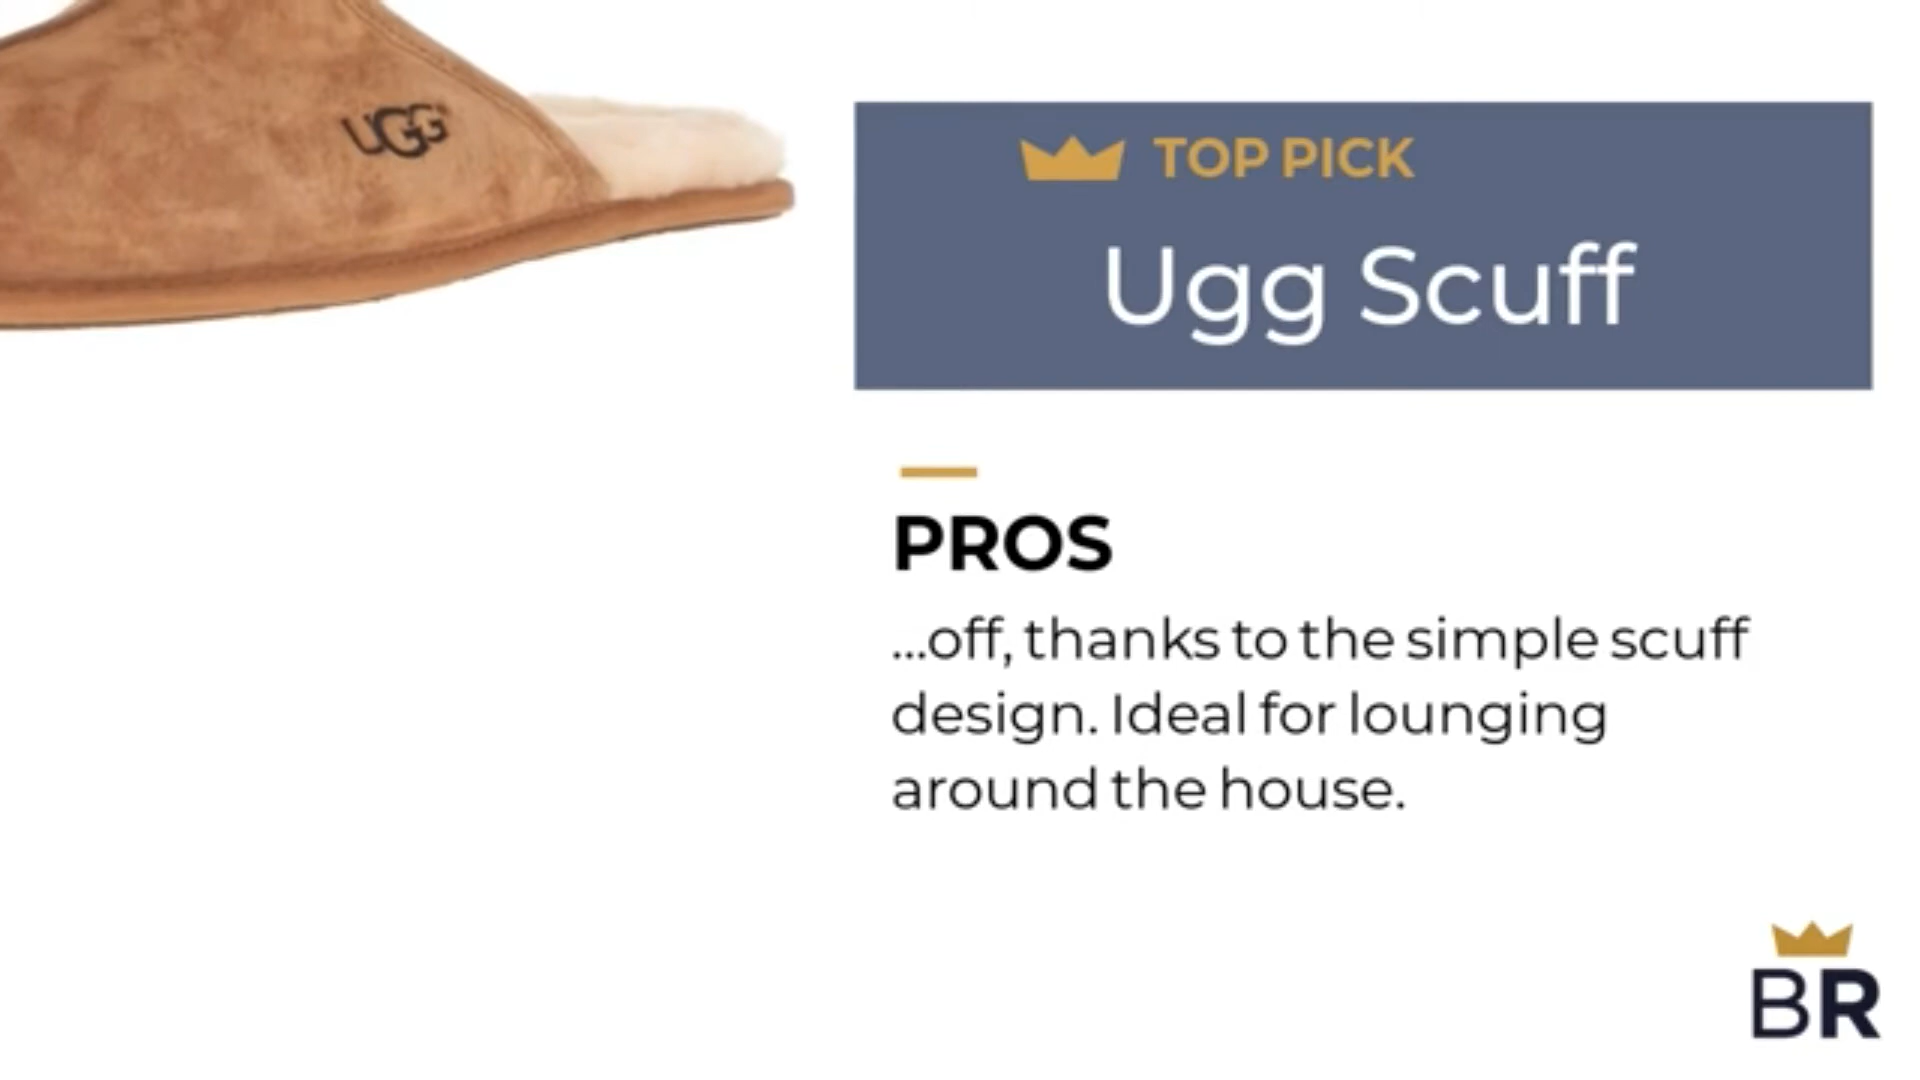 UGG
TOP PICK
Ugg Scuff
PROS
...off, thanks to the simple scuff
design. Ideal for lounging
around the house.
BR